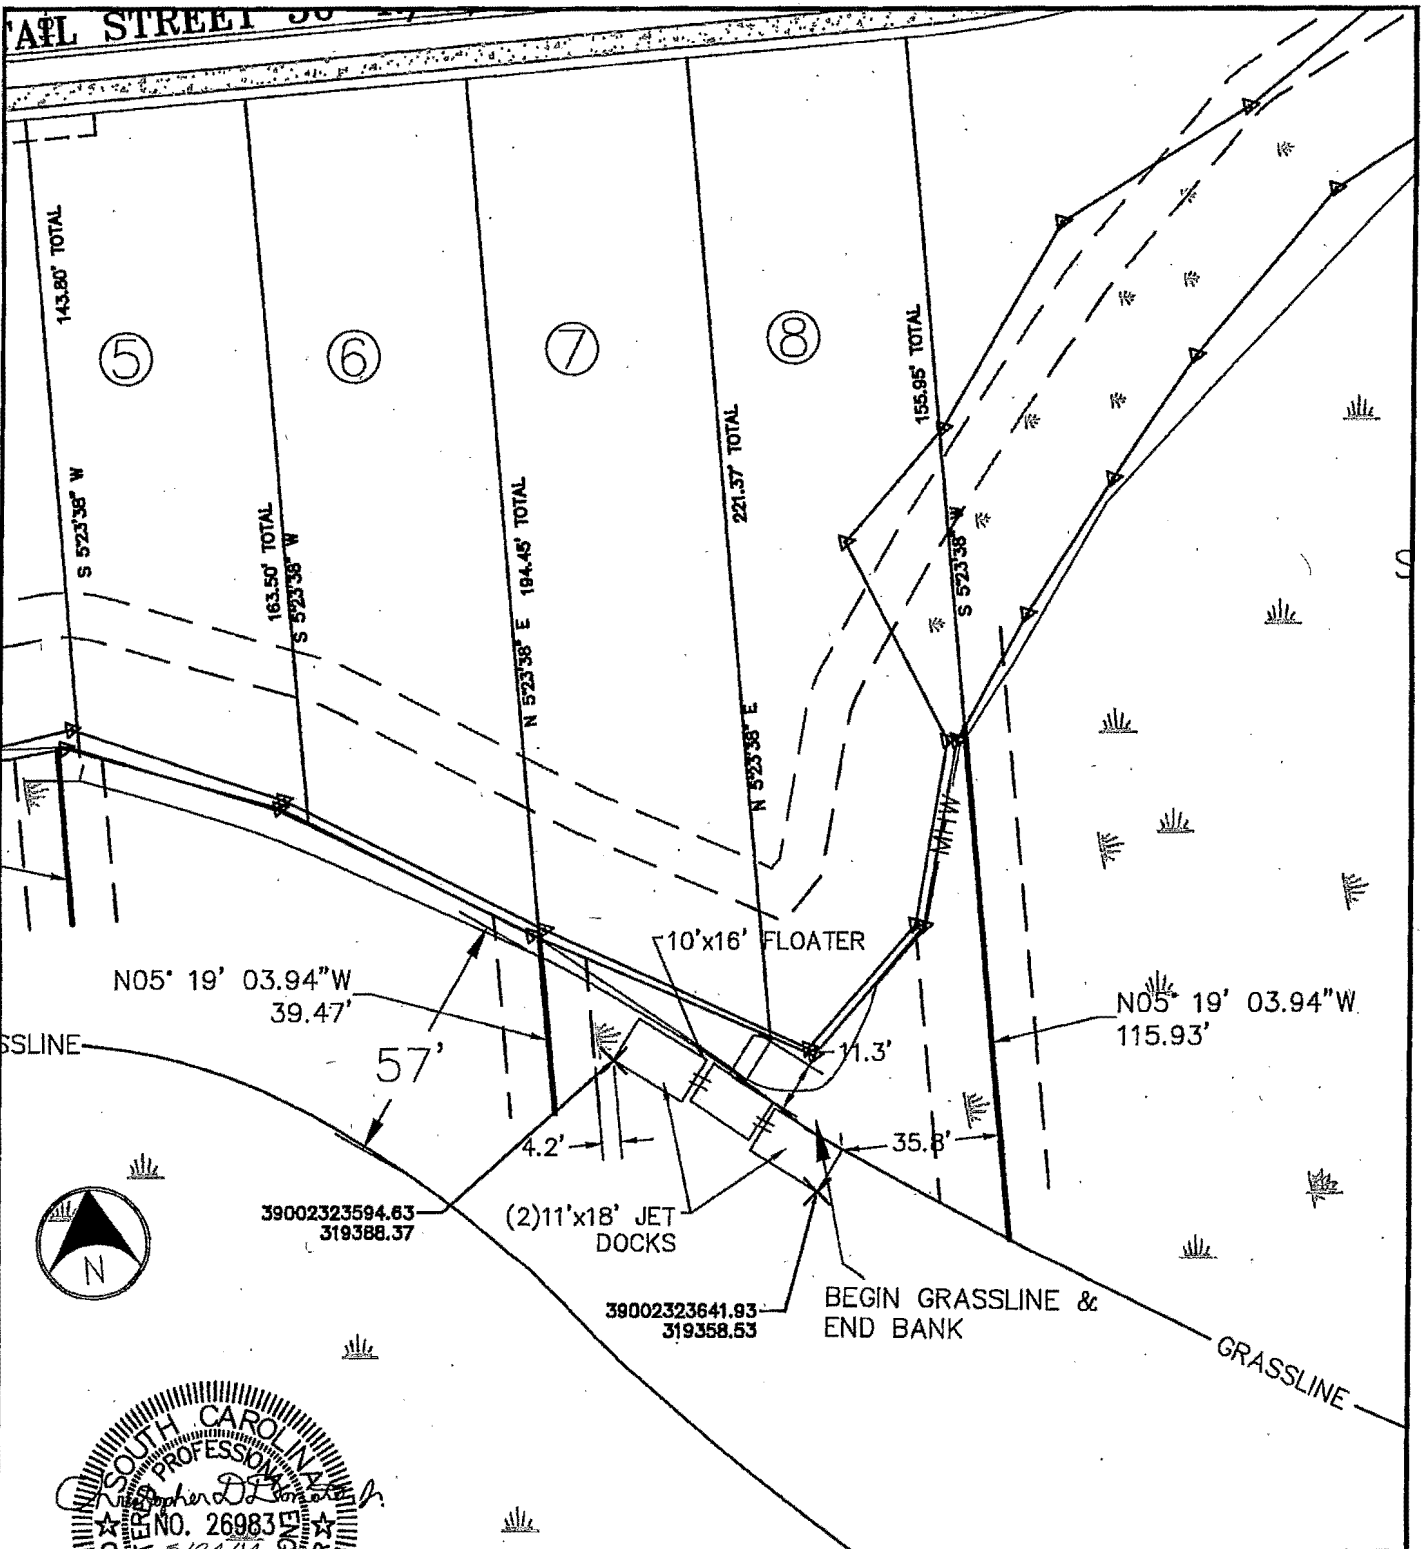 STREET
143.80' TOTAL
S 5°23'38" W
163.50' TOTAL
S 5°23'38" W
N 5°23'38" E 194.45' TOTAL
221.37' TOTAL
N 5°23'38" E
155.95' TOTAL
S 5°23'38" W
5
6
7
8
MHW
10'x16' FLOATER
N05° 19' 03.94"W
39.47'
N05° 19' 03.94"W
115.93'
SSLINE
57'
11.3'
35.8'
4.2'
39002323594.63
319388.37
(2)11'x18' JET
DOCKS
39002323641.93
319358.53
BEGIN GRASSLINE &
END BANK
GRASSLINE
N
SOUTH CAROLINA
PROFESSIONAL
NO. 26983